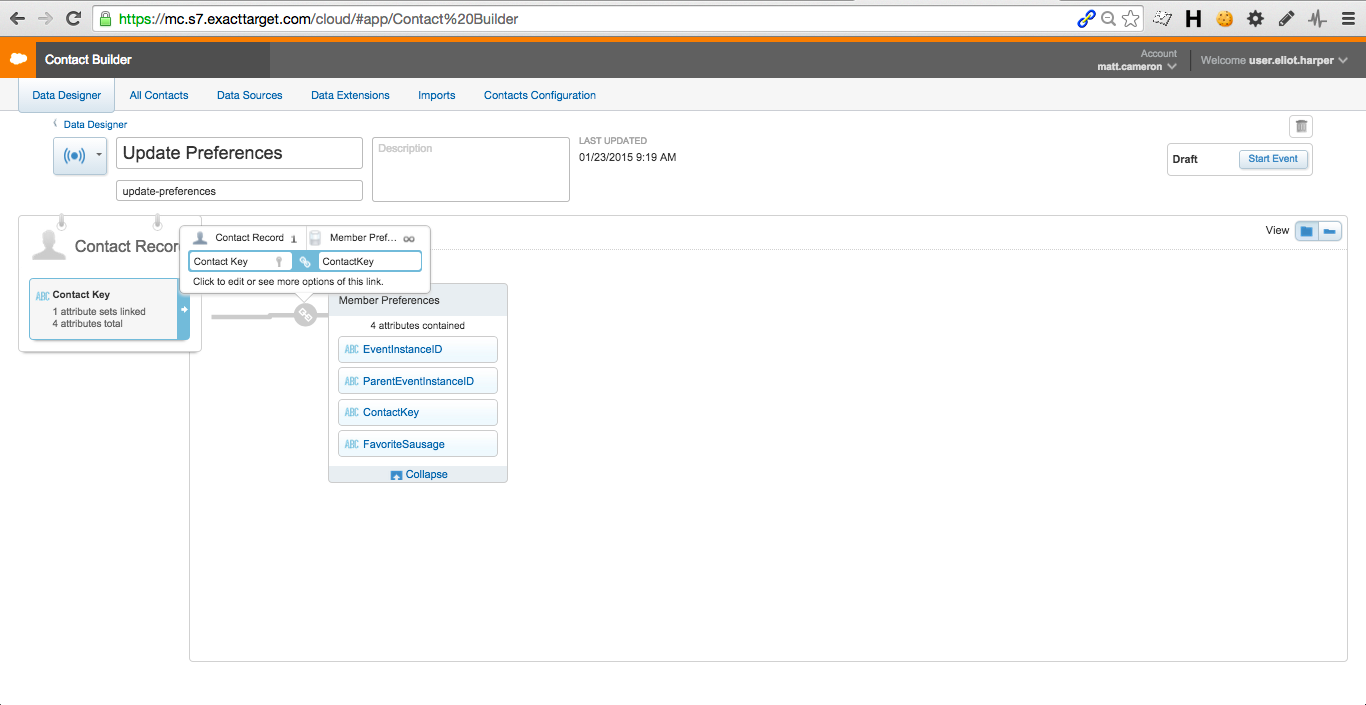 https://mc.s7.exacttarget.com/cloud/#app/Contact%20Builder
H
Contact Builder
Account
matt.cameron
Welcome user.eliot.harper
Data Designer All Contacts Data Sources Data Extensions Imports Contacts Configuration
Data Designer
Update Preferences
update-preferences
Description
LAST UPDATED
01/23/2015 9:19 AM
Draft
Start Event
View
Contact Recor
ABC Contact Key
1 attribute sets linked
4 attributes total
Contact Record 1 Member Pref... ∞
Contact Key ContactKey
Click to edit or see more options of this link.
Member Preferences
4 attributes contained
ABC EventInstanceID
ABC ParentEventInstanceID
ABC ContactKey
ABC FavoriteSausage
Collapse